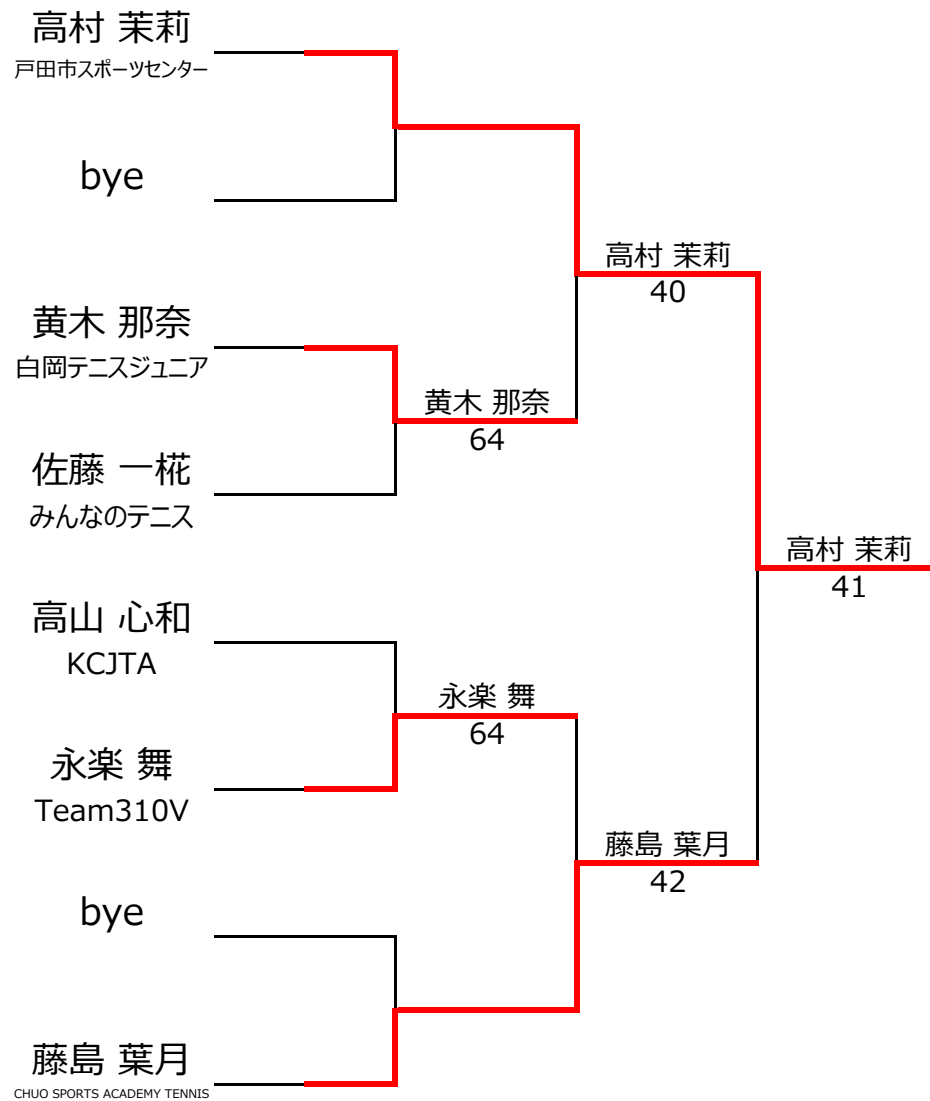 高村 茉莉
戸田市スポーツセンター
bye
黄木 那奈
白岡テニスジュニア
佐藤 一椛
みんなのテニス
高山 心和
KCJTA
永楽 舞
Team310V
bye
藤島 葉月
CHUO SPORTS ACADEMY TENNIS
黄木 那奈
64
永楽 舞
64
高村 茉莉
40
藤島 葉月
42
高村 茉莉
41